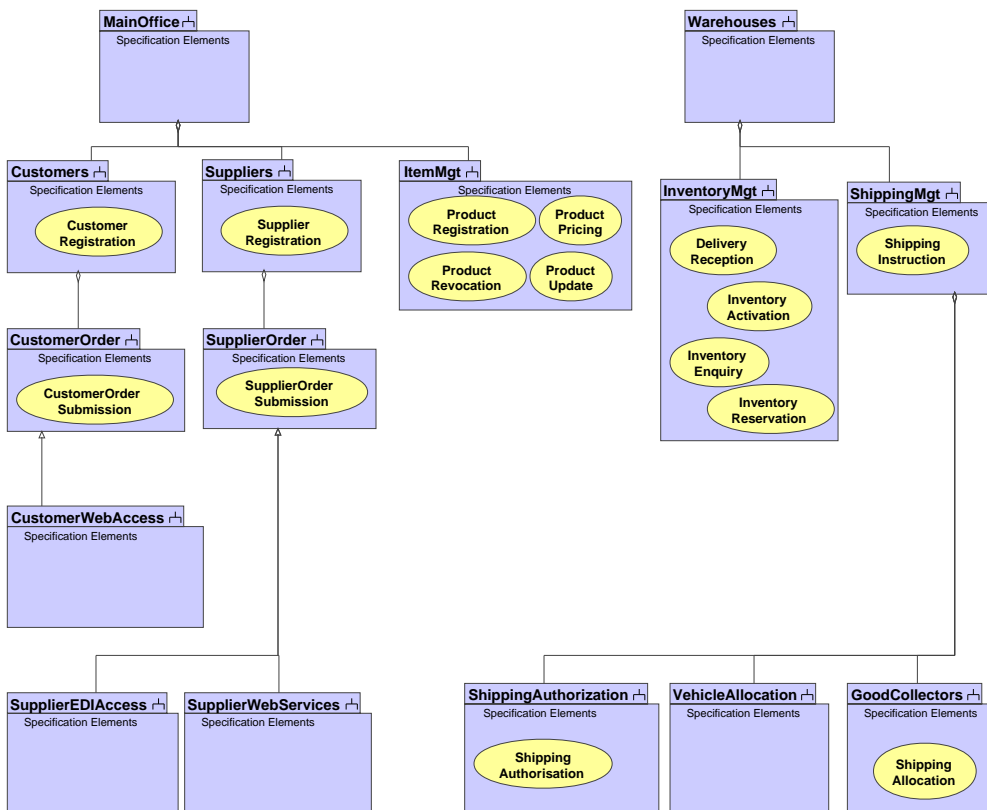 MainOffice
Specification Elements
Warehouses
Specification Elements
Customers
Specification Elements
Customer
Registration
Suppliers
Specification Elements
Supplier
Registration
ItemMgt
Specification Elements
Product
Registration
Product
Pricing
Product
Revocation
Product
Update
InventoryMgt
Specification Elements
Delivery
Reception
Inventory
Activation
Inventory
Enquiry
Inventory
Reservation
ShippingMgt
Specification Elements
Shipping
Instruction
CustomerOrder
Specification Elements
CustomerOrder
Submission
SupplierOrder
Specification Elements
SupplierOrder
Submission
CustomerWebAccess
Specification Elements
SupplierEDIAccess
Specification Elements
SupplierWebServices
Specification Elements
ShippingAuthorization
Specification Elements
Shipping
Authorisation
VehicleAllocation
Specification Elements
GoodCollectors
Specification Elements
Shipping
Allocation